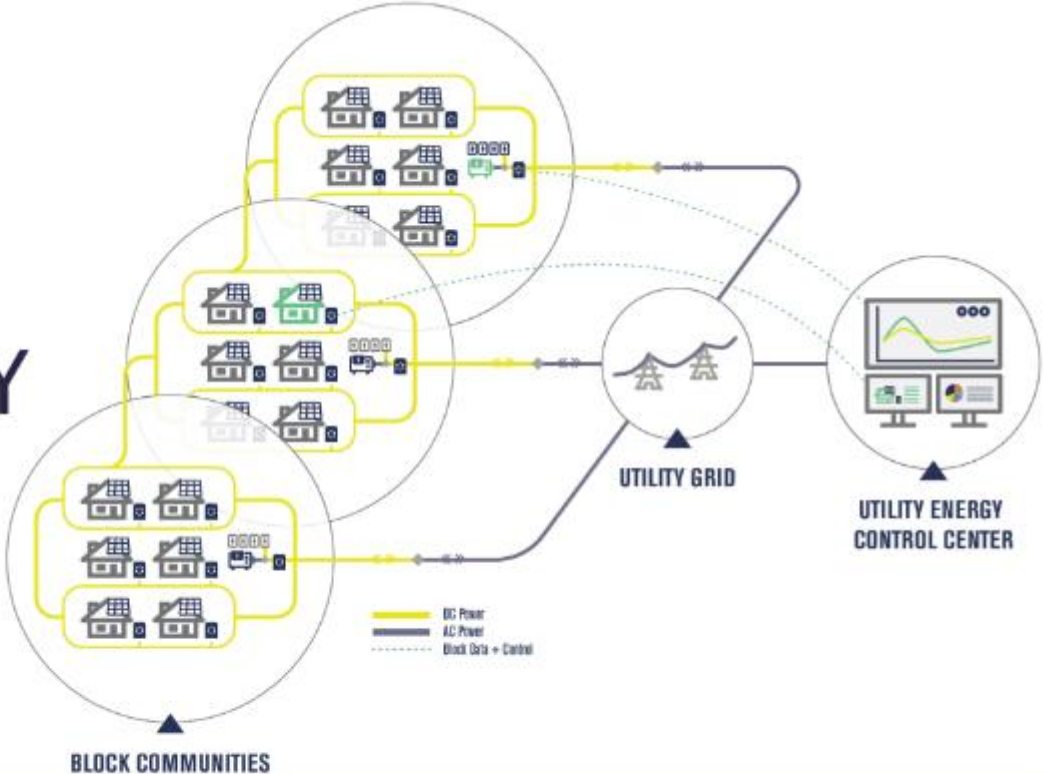 Y
UTILITY GRID
UTILITY ENERGY
CONTROL CENTER
DC Power
AC Power
Block Data + Control
BLOCK COMMUNITIES